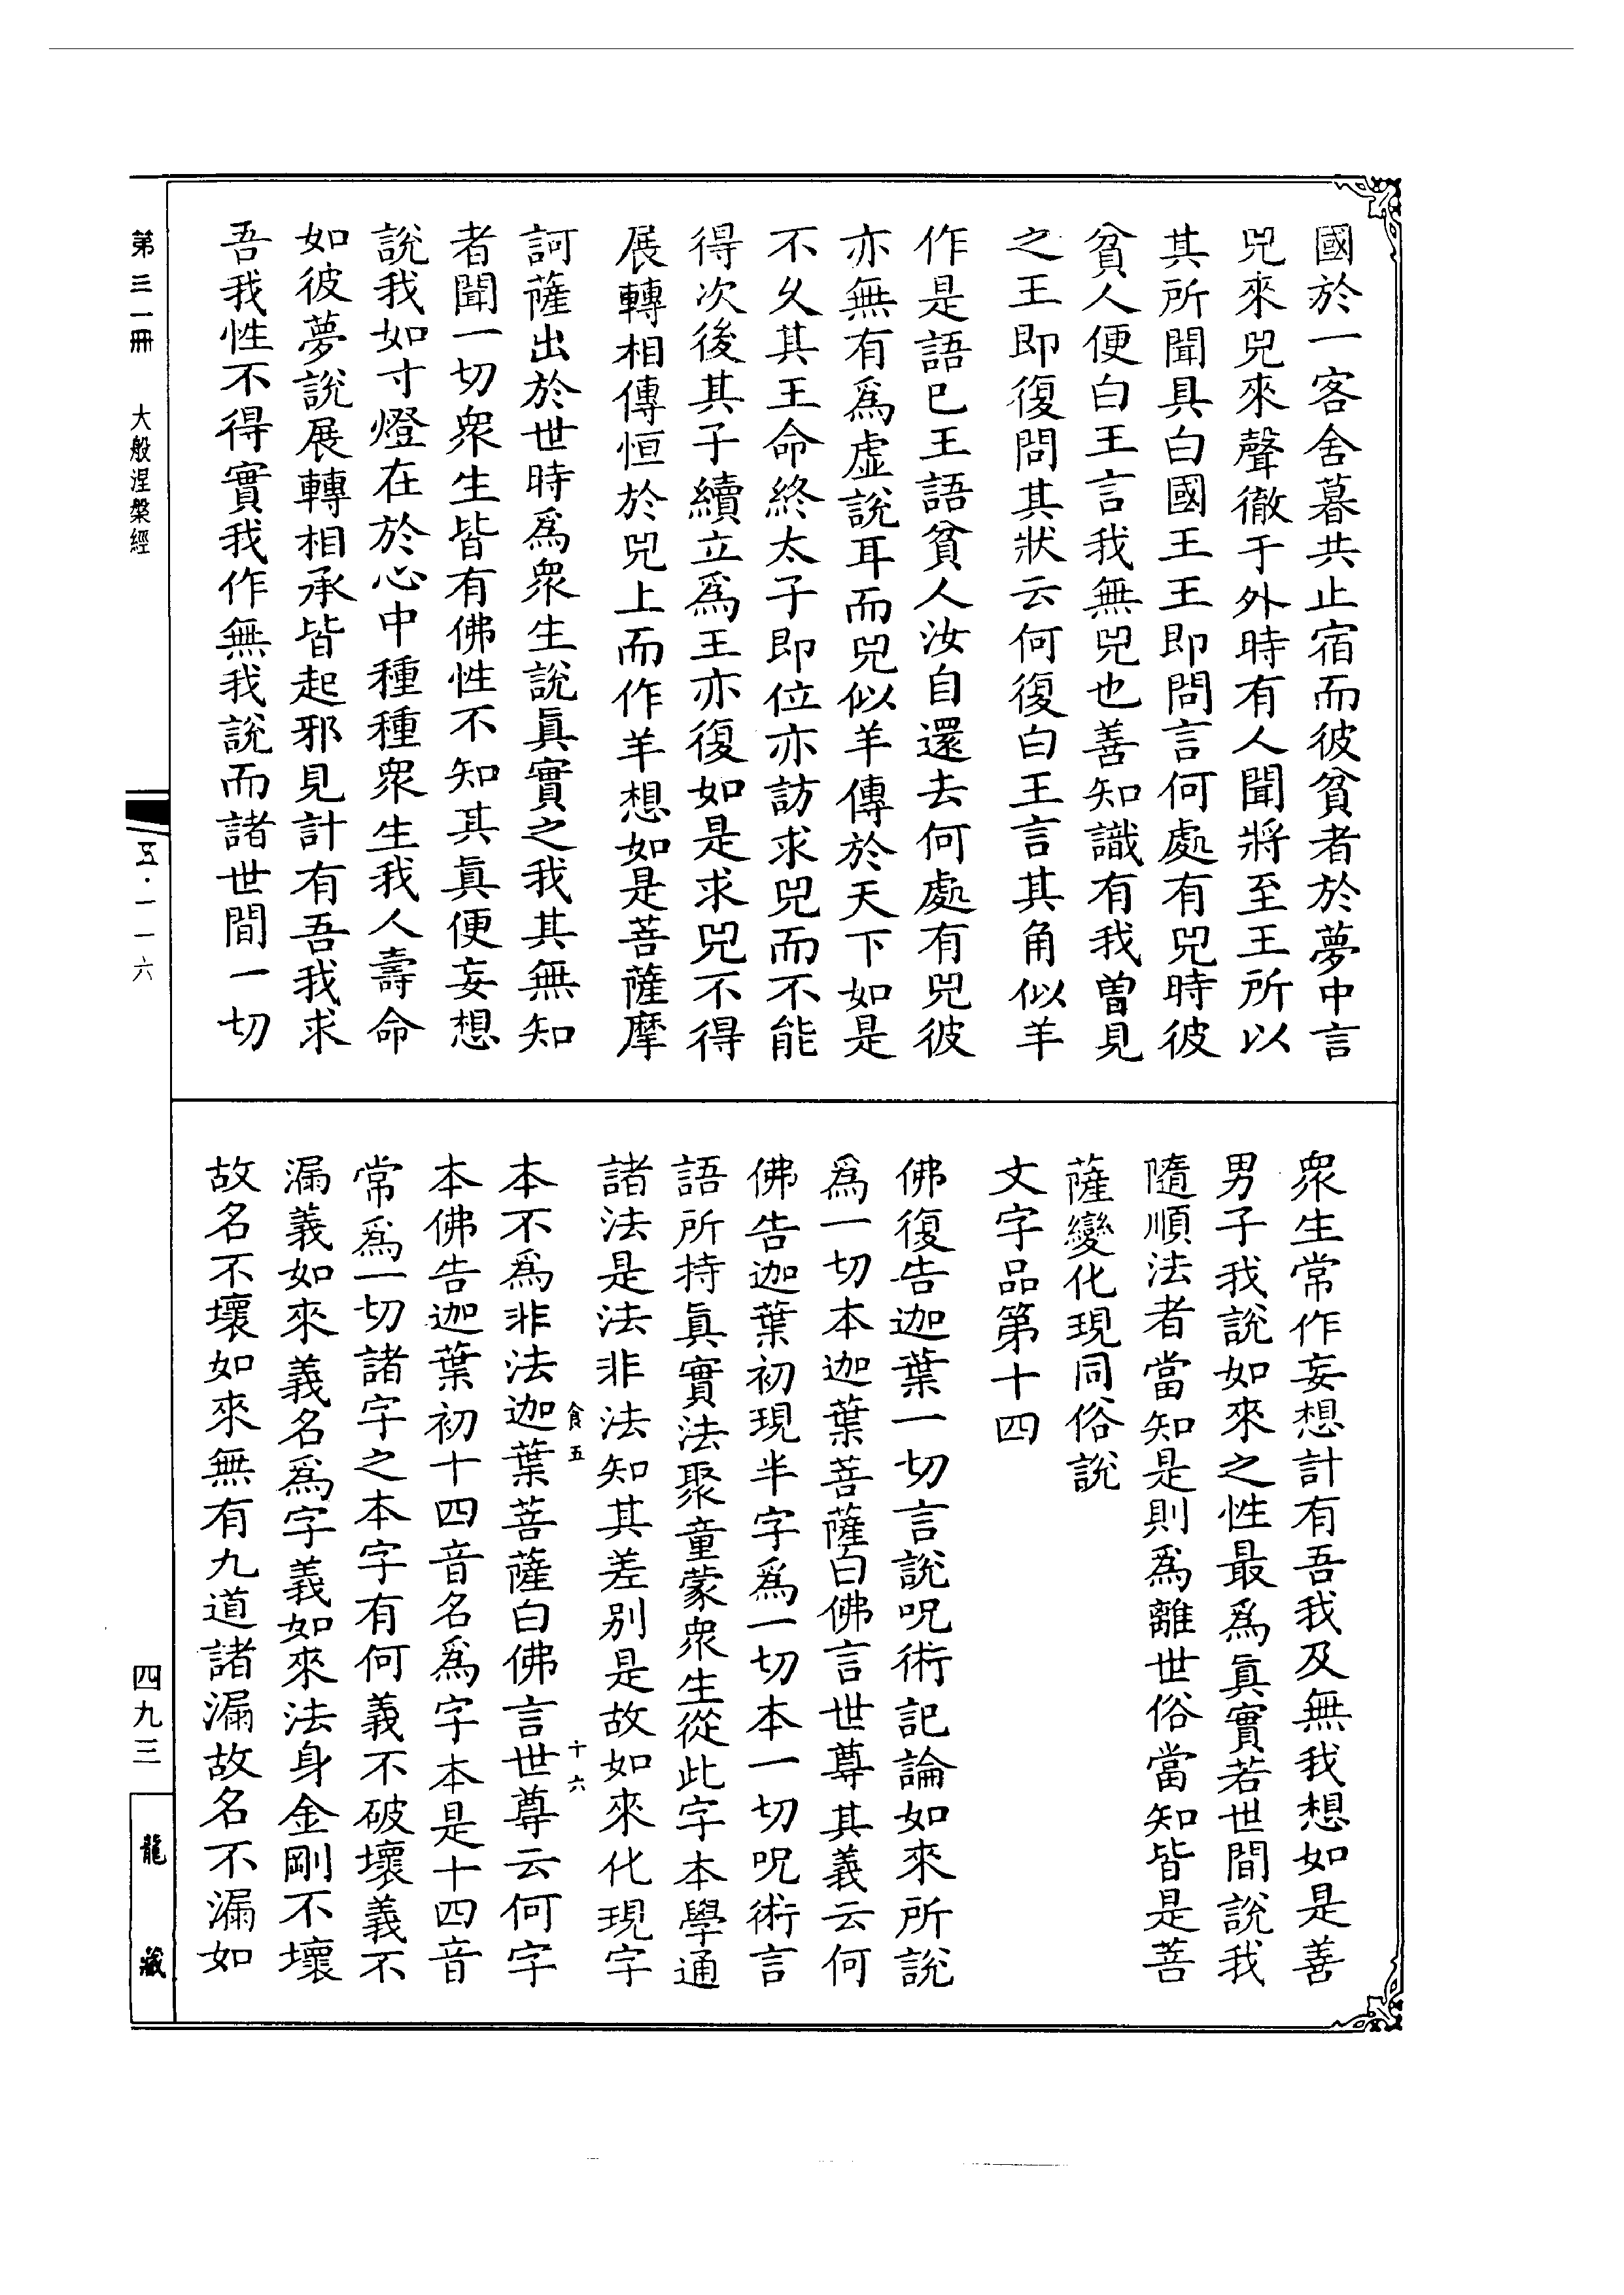 國於一客舍暮共止宿而彼貧者於夢中言
兕來兕來聲徹于外時有人聞將至王所以
其所聞具白國王王即問言何處有兕時彼
貧人便白王言我無兕也善知識有我曾見
之王即復問其狀云何復白王言其角似羊
作是語已王語貧人汝自還去何處有兕彼
亦無有爲虛說耳而兕似羊傳於天下如是
不久其王命終太子即位亦訪求兕而不能
得次後其子續立爲王亦復如是求兕不得
展轉相傳恒於兕上而作羊想如是菩薩摩
訶薩出於世時爲衆生說眞實之我其無知
者聞一切衆生皆有佛性不知其眞便妄想
說我如寸燈在於心中種種衆生我人壽命
如彼夢說展轉相承皆起邪見計有吾我求
吾我性不得實我作無我說而諸世間一切
衆生常作妄想計有吾我及無我想如是善
男子我說如來之性最爲眞實若世間說我
隨順法者當知是則爲離世俗當知皆是菩
薩變化現同俗說
文字品第十四
佛復告迦葉一切言說呪術記論如來所說
爲一切本迦葉菩薩白佛言世尊其義云何
佛告迦葉初現半字爲一切本一切呪術言
語所持眞實法聚童蒙衆生從此字本學通
諸法是法非法知其差別是故如來化現字
食五 十六
本不爲非法迦葉菩薩白佛言世尊云何字
本佛告迦葉初十四音名爲字本是十四音
常爲一切諸字之本字有何義不破壞義不
漏義如來義名爲字義如來法身金剛不壞
故名不壞如來無有九道諸漏故名不漏如
第三一冊 大般涅槃經
五·一一六
四九三
龍藏